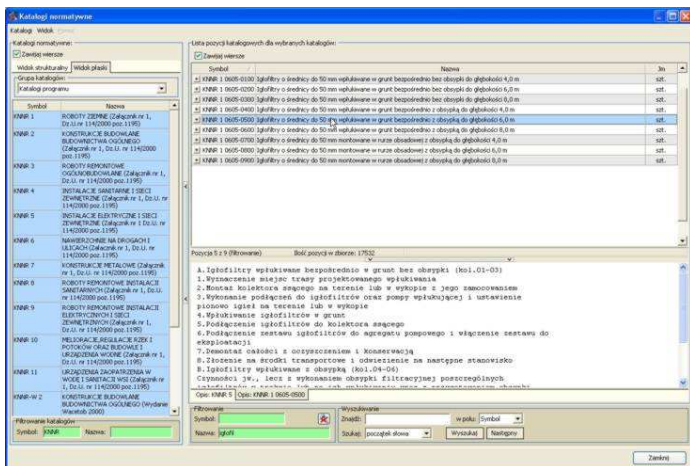 Katalogi normatywne
Katalogi Widok
Katalogi normatywne:
Zawijaj wiersze
Widok strukturalny Widok płaski
Grupa katalogów:
Katalogi programu
Symbol Nazwa
KNNR 1 ROBOTY ZIEMNE (Załącznik nr 1,
Dz.U. nr 114/2000 poz.1195)
KNNR 2 KONSTRUKCJE BUDOWLANE
BUDOWNICTWA OGÓLNEGO
(Załącznik nr 1, Dz.U. nr 114/2000
poz.1195)
KNNR 3 ROBOTY REMONTOWE
OGÓLNOBUDOWLANE (Załącznik nr
1, Dz.U. nr 114/2000 poz.1195)
KNNR 4 INSTALACJE SANITARNE I SIECI
ZEWNĘTRZNE (Załącznik nr 1, Dz.U.
nr 114/2000 poz.1195)
KNNR 5 INSTALACJE ELEKTRYCZNE I SIECI
ZEWNĘTRZNE (Załącznik nr 1,
Dz.U. nr 114/2000 poz.1195)
KNNR 6 NAWIERZCHNIE NA DROGACH I
ULICACH (Załącznik nr 1, Dz.U. nr
114/2000 poz.1195)
KNNR 7 KONSTRUKCJE METALOWE (Załącznik
nr 1, Dz.U. nr 114/2000 poz.1195)
KNNR 8 ROBOTY REMONTOWE INSTALACJI
SANITARNYCH (Załącznik nr 1,
Dz.U. nr 114/2000 poz.1195)
KNNR 9 ROBOTY REMONTOWE INSTALACJI
ELEKTRYCZNYCH I SIECI
ZEWNĘTRZNYCH (Załącznik nr 1,
Dz.U. nr 114/2000 poz.1195)
KNNR 10 MELIORACJE,REGULACJE RZEK I
POTOKÓW ORAZ BUDOWLE I
URZĄDZENIA WODNE (Załącznik nr 1,
Dz.U. nr 114/2000 poz.1195)
KNNR 11 URZĄDZENIA ZAOPATRZENIA W
WODĘ I SANITACJI WSI (Załącznik nr
1, Dz.U. nr 114/2000 poz.1195)
KNNR-W 2 KONSTRUKCJE BUDOWLANE
BUDOWNICTWA OGÓLNEGO (Wydanie
Wacetob 2000)
Filtrowanie katalogów
Symbol: KNNR Nazwa:
Lista pozycji katalogowych dla wybranych katalogów:
Zawijaj wiersze
Symbol Nazwa Jm
KNNR 1 0605-0100 Igłofiltry o średnicy do 50 mm wpłukiwane w grunt bezpośrednio bez obsypki do głębokości 4,0 m szt.
KNNR 1 0605-0200 Igłofiltry o średnicy do 50 mm wpłukiwane w grunt bezpośrednio bez obsypki do głębokości 6,0 m szt.
KNNR 1 0605-0300 Igłofiltry o średnicy do 50 mm wpłukiwane w grunt bezpośrednio bez obsypki do głębokości 8,0 m szt.
KNNR 1 0605-0400 Igłofiltry o średnicy do 50 mm wpłukiwane w grunt bezpośrednio z obsypką do głębokości 4,0 m szt.
KNNR 1 0605-0500 Igłofiltry o średnicy do 50 mm wpłukiwane w grunt bezpośrednio z obsypką do głębokości 6,0 m szt.
KNNR 1 0605-0600 Igłofiltry o średnicy do 50 mm wpłukiwane w grunt bezpośrednio z obsypką do głębokości 8,0 m szt.
KNNR 1 0605-0700 Igłofiltry o średnicy do 50 mm montowane w rurze obsadowej z obsypką do głębokości 4,0 m szt.
KNNR 1 0605-0800 Igłofiltry o średnicy do 50 mm montowane w rurze obsadowej z obsypką do głębokości 6,0 m szt.
KNNR 1 0605-0900 Igłofiltry o średnicy do 50 mm montowane w rurze obsadowej z obsypką do głębokości 8,0 m szt.
Pozycja 5 z 9 (filtrowanie) Ilość pozycji w zbiorze: 17532
A.Igłofiltry wpłukiwane bezpośrednio w grunt bez obsypki (kol.01-03)
1.Wyznaczenie miejsc trasy projektowanego wpłukiwania
2.Montaż kolektora ssącego na terenie lub w wykopie z jego zamocowaniem
3.Wykonanie podłączeń do igłofiltrów oraz pompy wpłukującej i ustawienie
pionowo igieł na terenie lub w wykopie
4.Wpłukiwanie igłofiltrów w grunt
5.Podłączenie igłofiltrów do kolektora ssącego
6.Podłączenie zestawu igłofiltrów do agregatu pompowego i włączenie zestawu do
eksploatacji
7.Demontaż całości z oczyszczeniem i konserwacją
8.Złożenie na środki transportowe i odwiezienie na następne stanowisko
B.Igłofiltry wpłukiwane z obsypką (kol.04-06)
Czynności jw., lecz z wykonaniem obsypki filtracyjnej poszczególnych
Opis: KNNR 5 Opis: KNNR 1 0605-0500
Filtrowanie
Symbol:
Nazwa: igłofil
Wyszukiwanie
Znajdź: w polu: Symbol
Szukaj: początek słowa Wyszukaj Następny
Zamknij